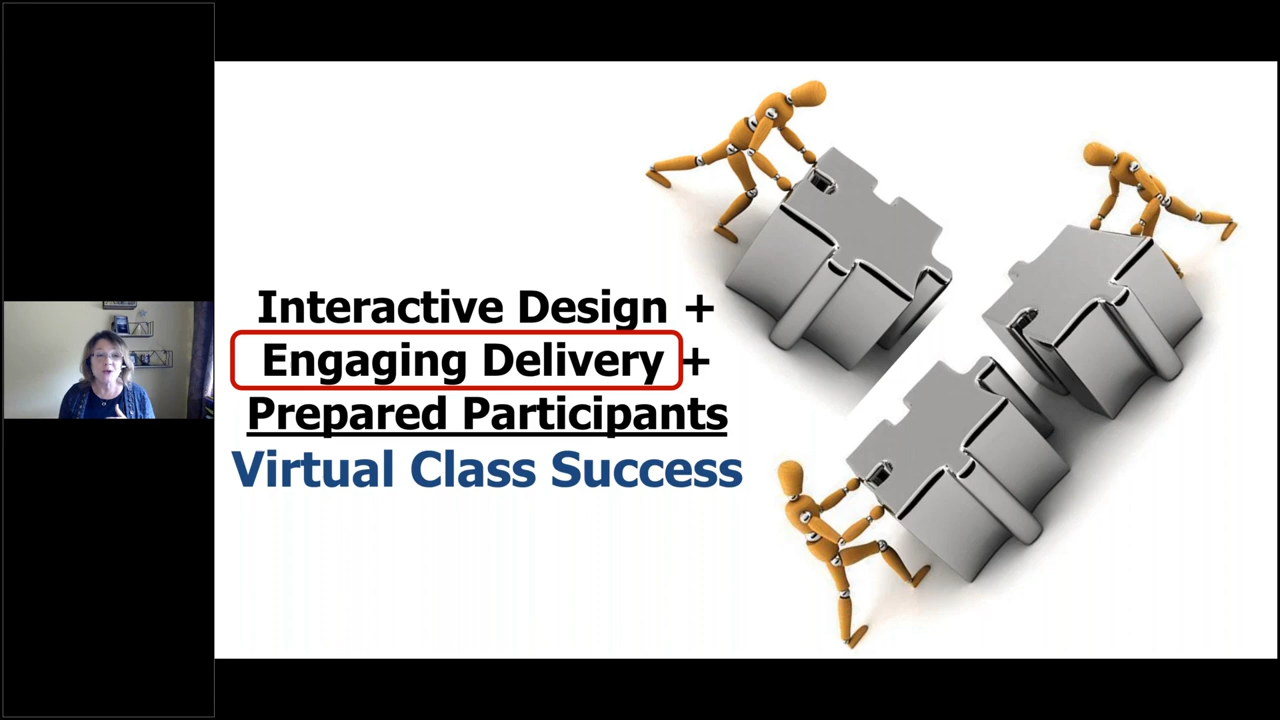 Interactive Design +
Engaging Delivery +
Prepared Participants
Virtual Class Success